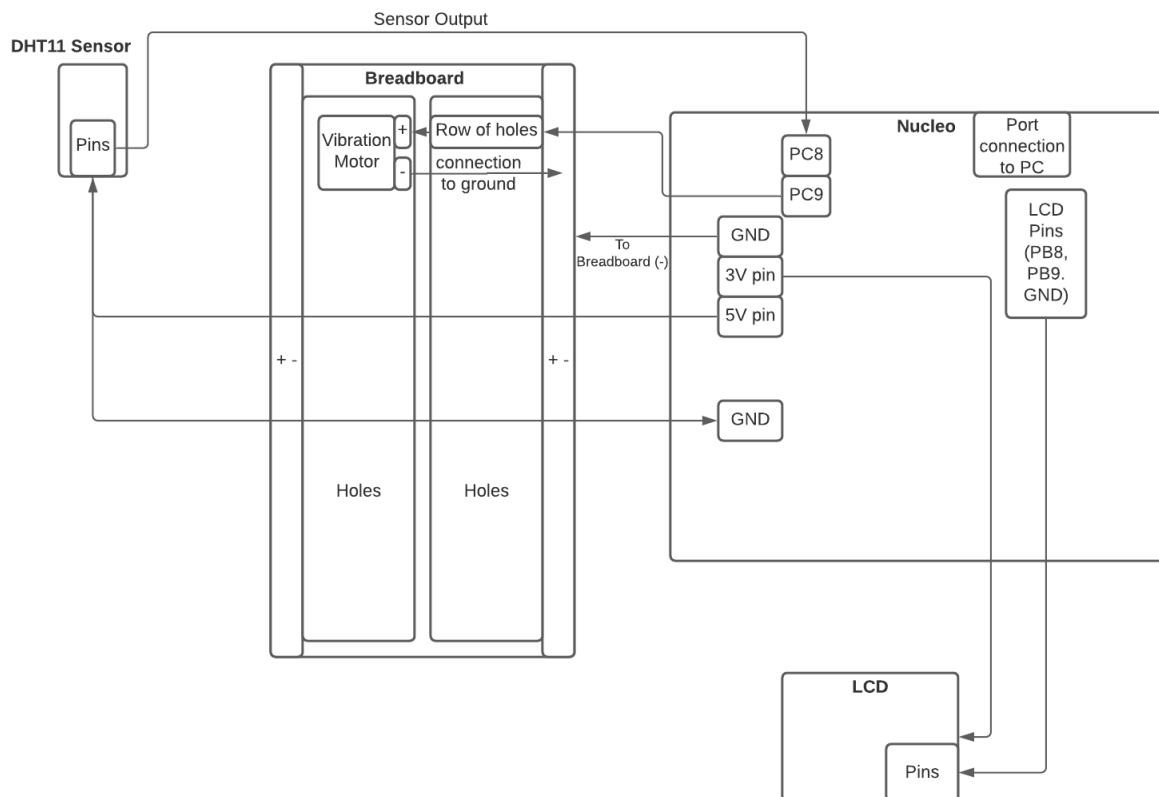 Sensor Output
DHT11 Sensor
Pins
Breadboard
Vibration
Motor
+
-
Row of holes
connection
to ground
+ -
+ -
Holes
Holes
Nucleo
Port
connection
to PC
PC8
PC9
GND
To
Breadboard (-)
3V pin
5V pin
GND
LCD
Pins
(PB8,
PB9.
GND)
LCD
Pins